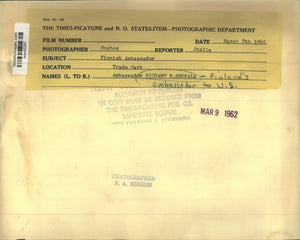 THE TIMES-PICAYUNE and N. O. STATES-ITEM—PHOTOGRAPHIC DEPARTMENT
FILM NUMBER DATE March 8th 1962
PHOTOGRAPHER Hughes REPORTER Stella
SUBJECT Finnish Ambassador
LOCATION Trade Mart
NAMES (L. TO R.) Ambassador RICHARD R. SEPPALA - Finland's
Ambassador to U.S.
AUTHORITY TO
OR COPY MUST BE OBTAINED FROM
THE TIMES-PICAYUNE PUB. CO.
LAFAYETTE SQUARE
MAR 9 1962
PHOTOGRAPHER
P. A. HUGHES